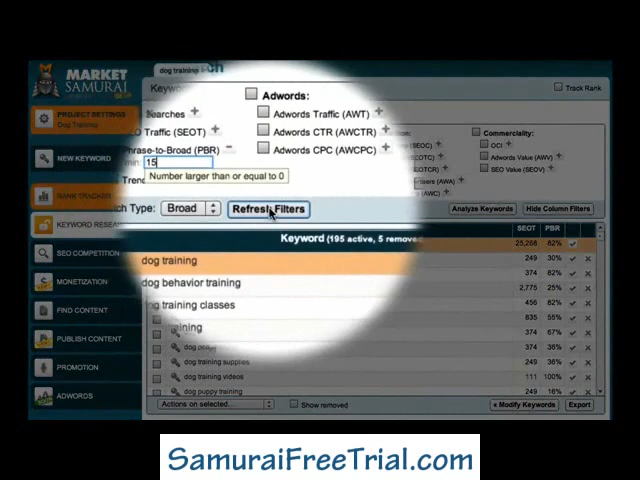 MARKET
SAMURAI
dog training
Adwords:
Track Rank
PROJECT SETTINGS
Dog Training
Searches
Adwords Traffic (AWT)
Commerciality:
Traffic (SEOT)
Adwords CTR (AWCTR)
OCI
NEW KEYWORD
Phrase-to-Broad (PBR)
Adwords CPC (AWCPC)
Adwords Value (AWV)
min: 15
SEO Value (SEOV)
Number larger than or equal to 0
RANK TRACKER
Type: Broad
Refresh Filters
Analyze Keywords
Hide Column Filters
KEYWORD RESEA
Keyword (195 active, 5 removed
SEOT
PBR
25,258 82%
SEO COMPETITION
dog training
249 30%
374 82%
MONETIZATION
dog behavior training
2,775 25%
dog training classes
456 82%
FIND CONTENT
training
835 55%
374 67%
PUBLISH CONTENT
374 36%
dog training supplies
249 36%
PROMOTION
dog training videos
111 100%
dog puppy training
249 16%
ADWORDS
Actions on selected...
Show removed
« Modify Keywords
Export
SamuraiFreeTrial.com